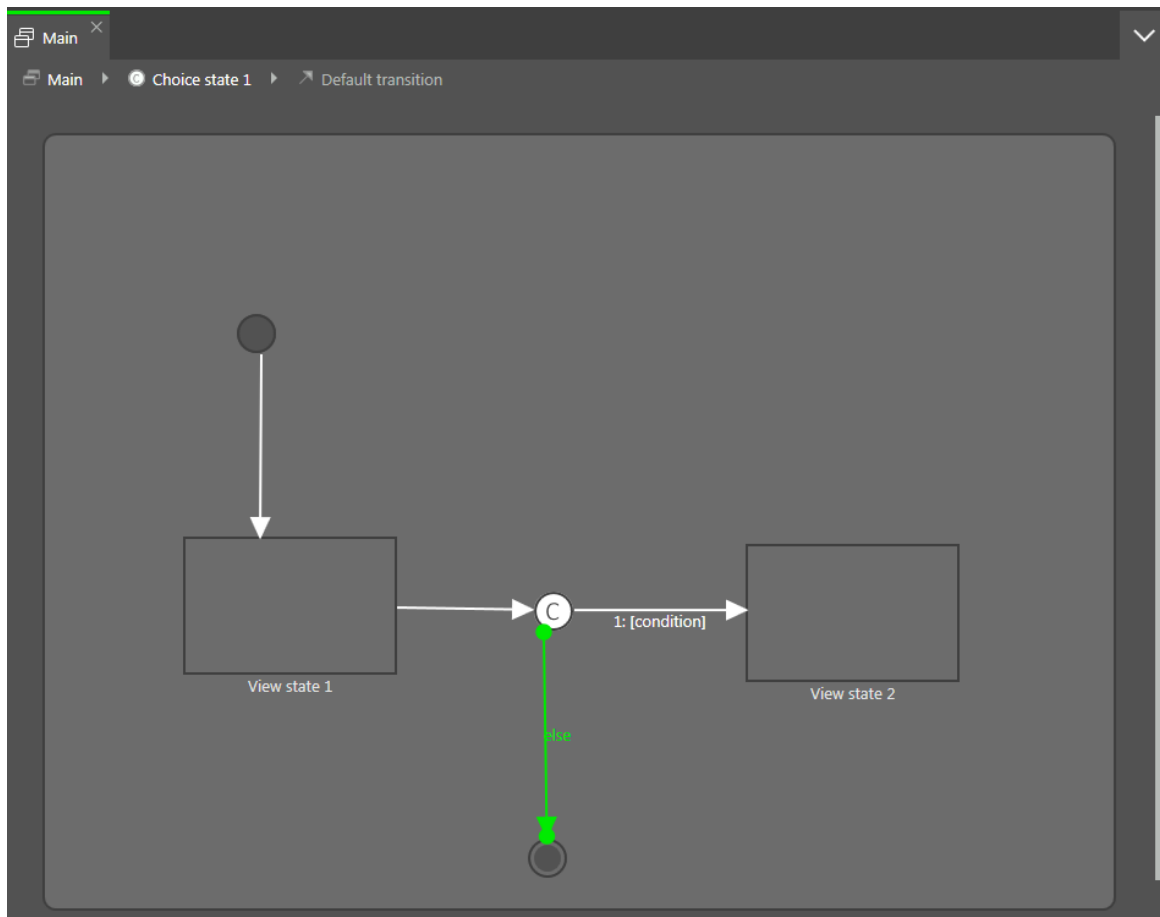 Main
Main Choice state 1 Default transition
C
1: [condition]
View state 1
View state 2
else